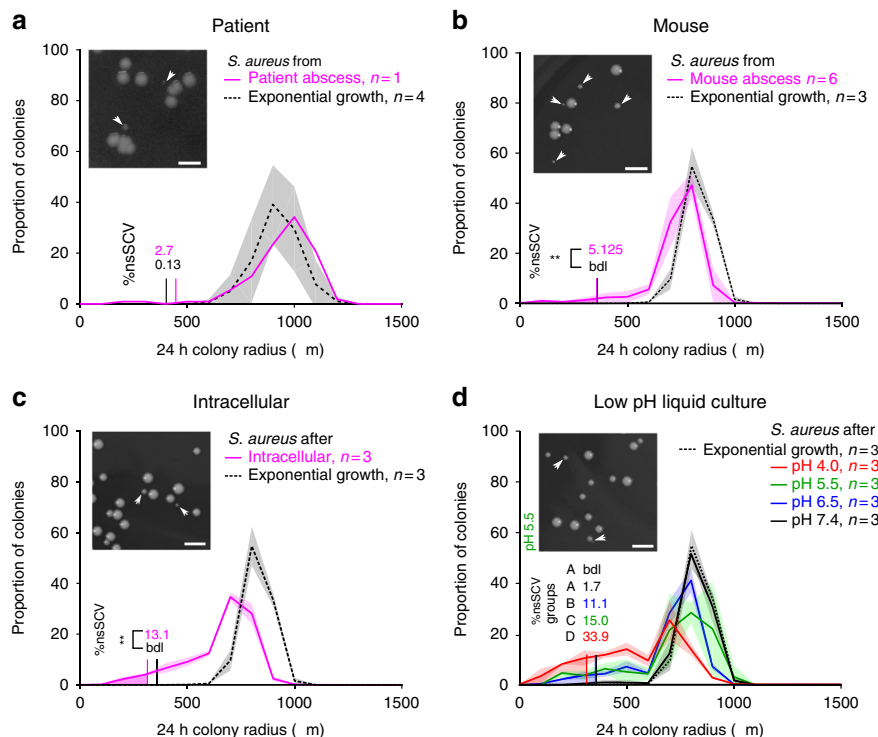 a
Patient
100
80
60
40
20
0
Proportion of colonies
S. aureus from
Patient abscess, n=1
Exponential growth, n=4
%nsSCV
2.7
0.13
0
500
1000
1500
24 h colony radius ( m)
b
Mouse
100
80
60
40
20
0
Proportion of colonies
S. aureus from
Mouse abscess n=6
Exponential growth, n=3
%nsSCV
**
5.125
bdl
0
500
1000
1500
24 h colony radius ( m)
c
Intracellular
100
80
60
40
20
0
Proportion of colonies
S. aureus after
Intracellular, n=3
Exponential growth, n=3
%nsSCV
**
13.1
bdl
0
500
1000
1500
24 h colony radius ( m)
d
Low pH liquid culture
100
80
60
40
20
0
Proportion of colonies
pH 5.5
S. aureus after
Exponential growth, n=3
pH 4.0, n=3
pH 5.5, n=3
pH 6.5, n=3
pH 7.4, n=3
%nsSCV
groups
A bdl
A 1.7
B 11.1
C 15.0
D 33.9
0
500
1000
1500
24 h colony radius ( m)